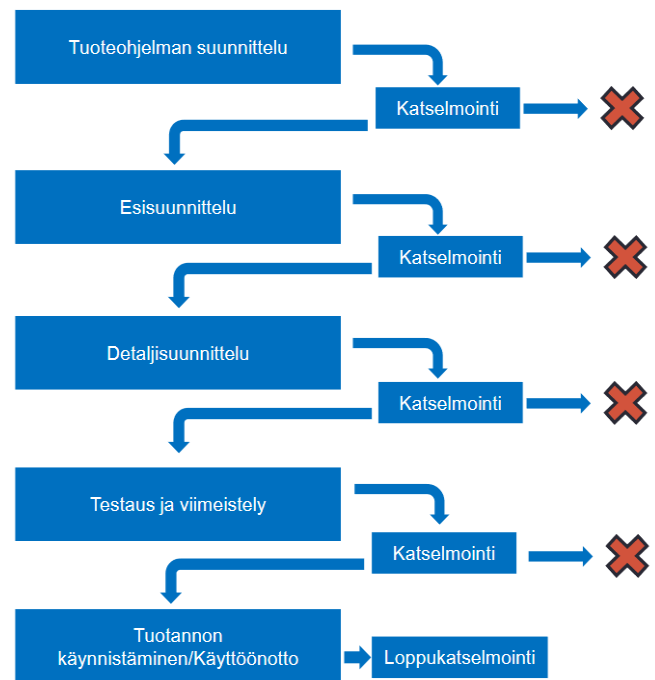 Tuoteohjelman suunnittelu
Katselmointi
Esisuunnittelu
Katselmointi
Detaljisuunnittelu
Katselmointi
Testaus ja viimeistely
Katselmointi
Tuotannon
käynnistäminen/Käyttöönotto
Loppukatselmointi